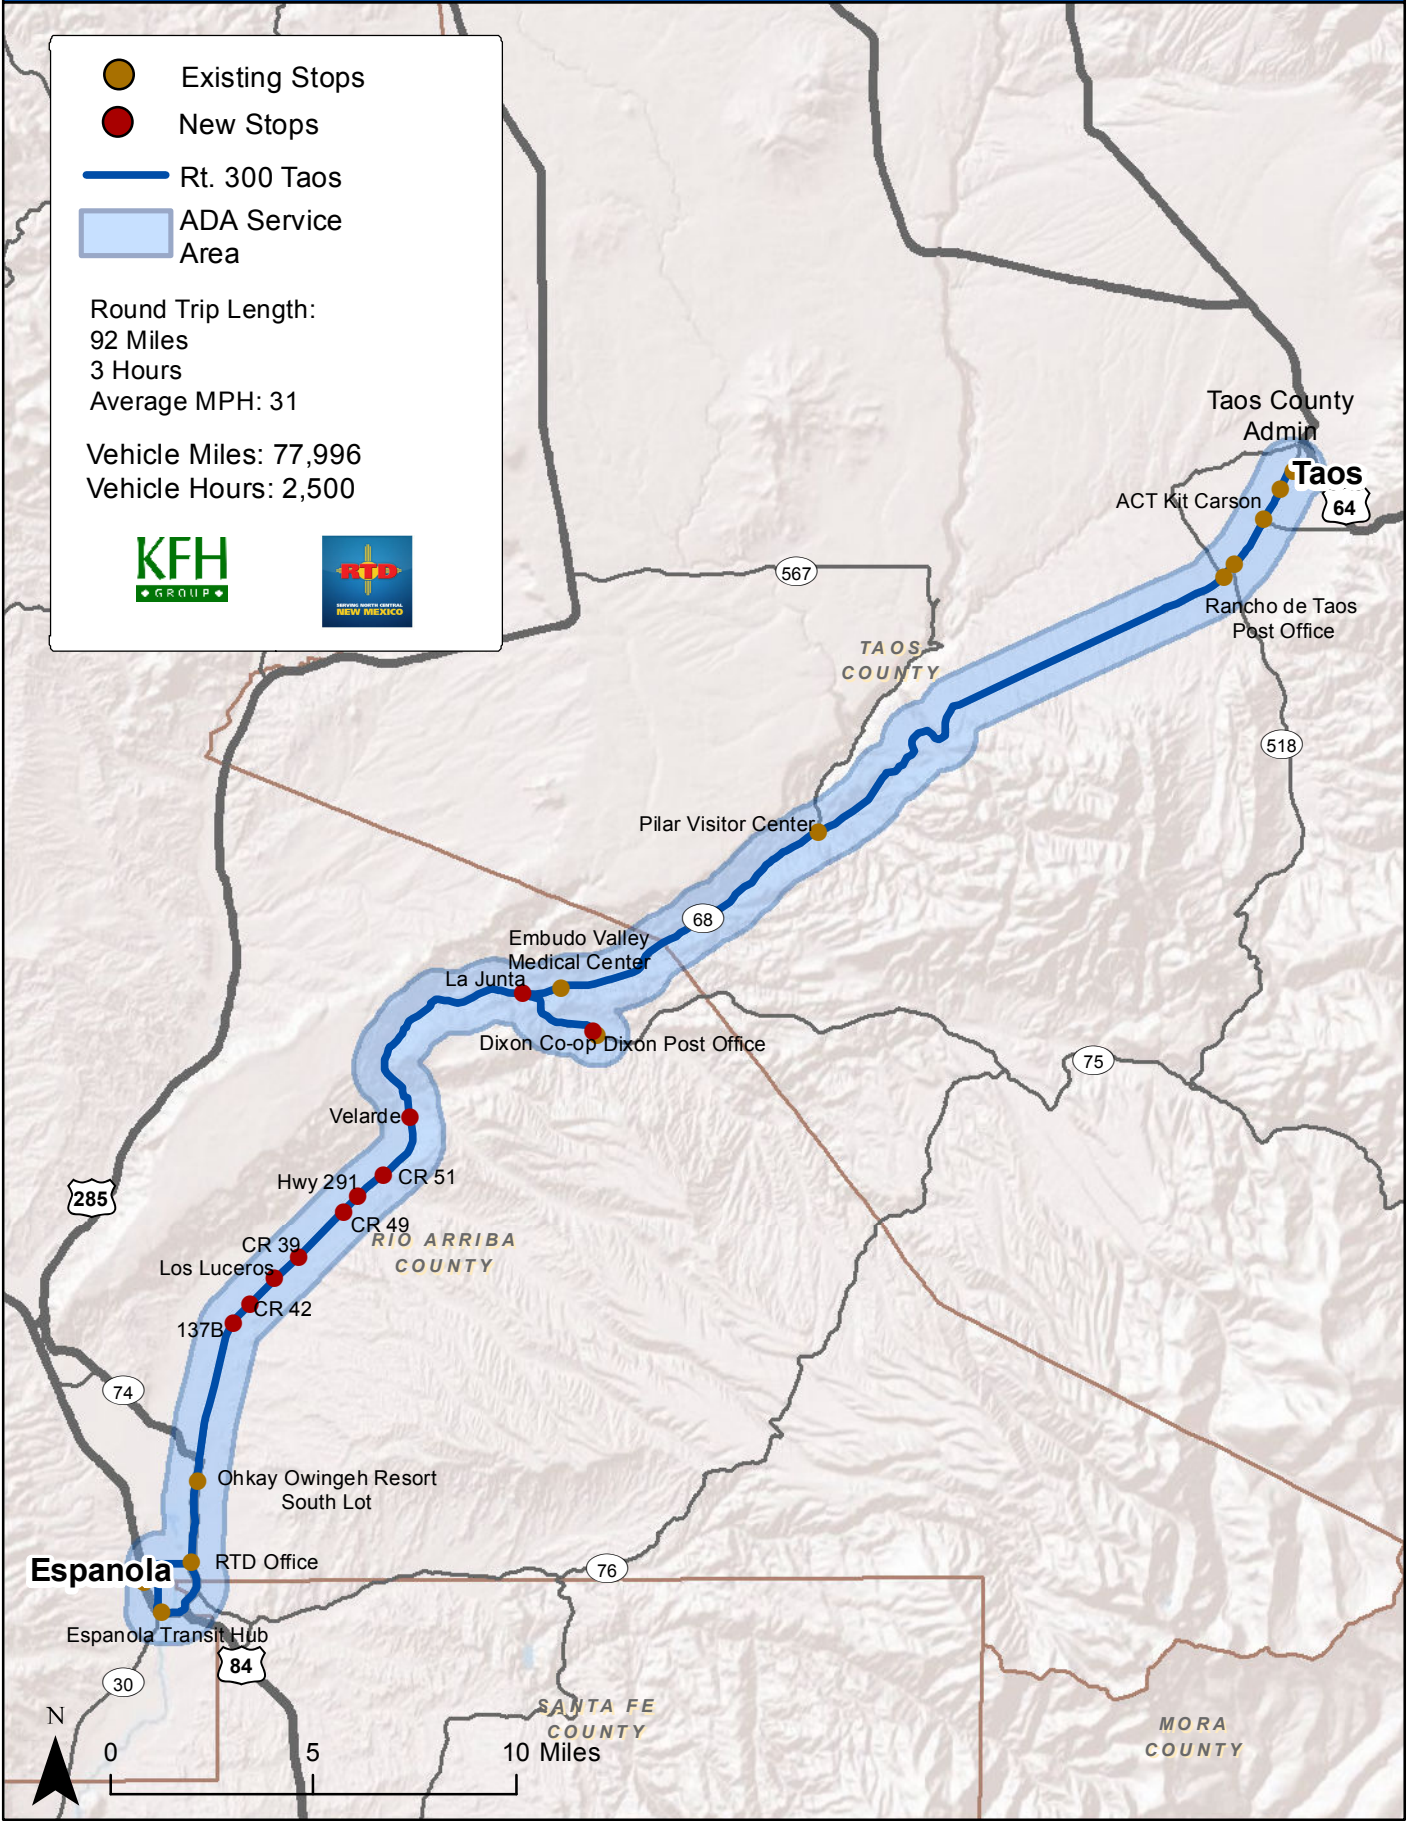 Existing Stops
New Stops
Rt. 300 Taos
ADA Service
Area
Round Trip Length:
92 Miles
3 Hours
Average MPH: 31
Vehicle Miles: 77,996
Vehicle Hours: 2,500
KFH
GROUP
RTD
SERVING NORTH CENTRAL
NEW MEXICO
Taos County
Admin
Taos
ACT Kit Carson
64
567
Rancho de Taos
Post Office
TAOS
COUNTY
518
Pilar Visitor Center
68
Embudo Valley
Medical Center
La Junta
Dixon Co-op
Dixon Post Office
75
Velarde
CR 51
Hwy 291
285
CR 49
RIO ARRIBA
COUNTY
CR 39
Los Luceros
CR 42
137B
74
Ohkay Owingeh Resort
South Lot
RTD Office
Espanola
76
Espanola Transit Hub
84
30
SANTA FE
COUNTY
MORA
COUNTY
N
0 5 10 Miles